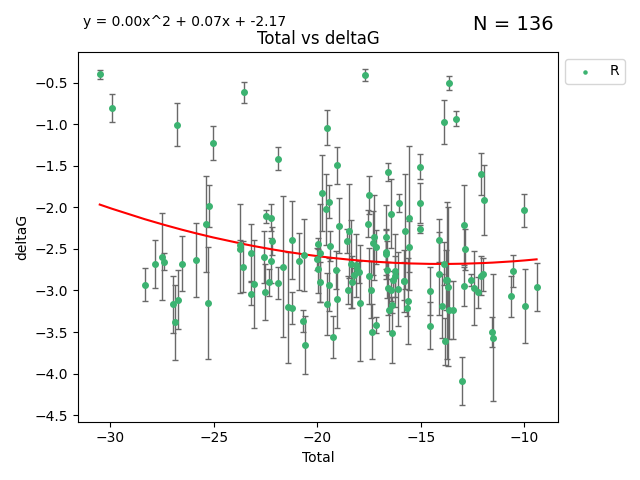 y = 0.00x^2 + 0.07x + -2.17
N = 136
Total vs deltaG
R
deltaG
−0.5
−1.0
−1.5
−2.0
−2.5
−3.0
−3.5
−4.0
−4.5
−30
−25
−20
−15
−10
Total